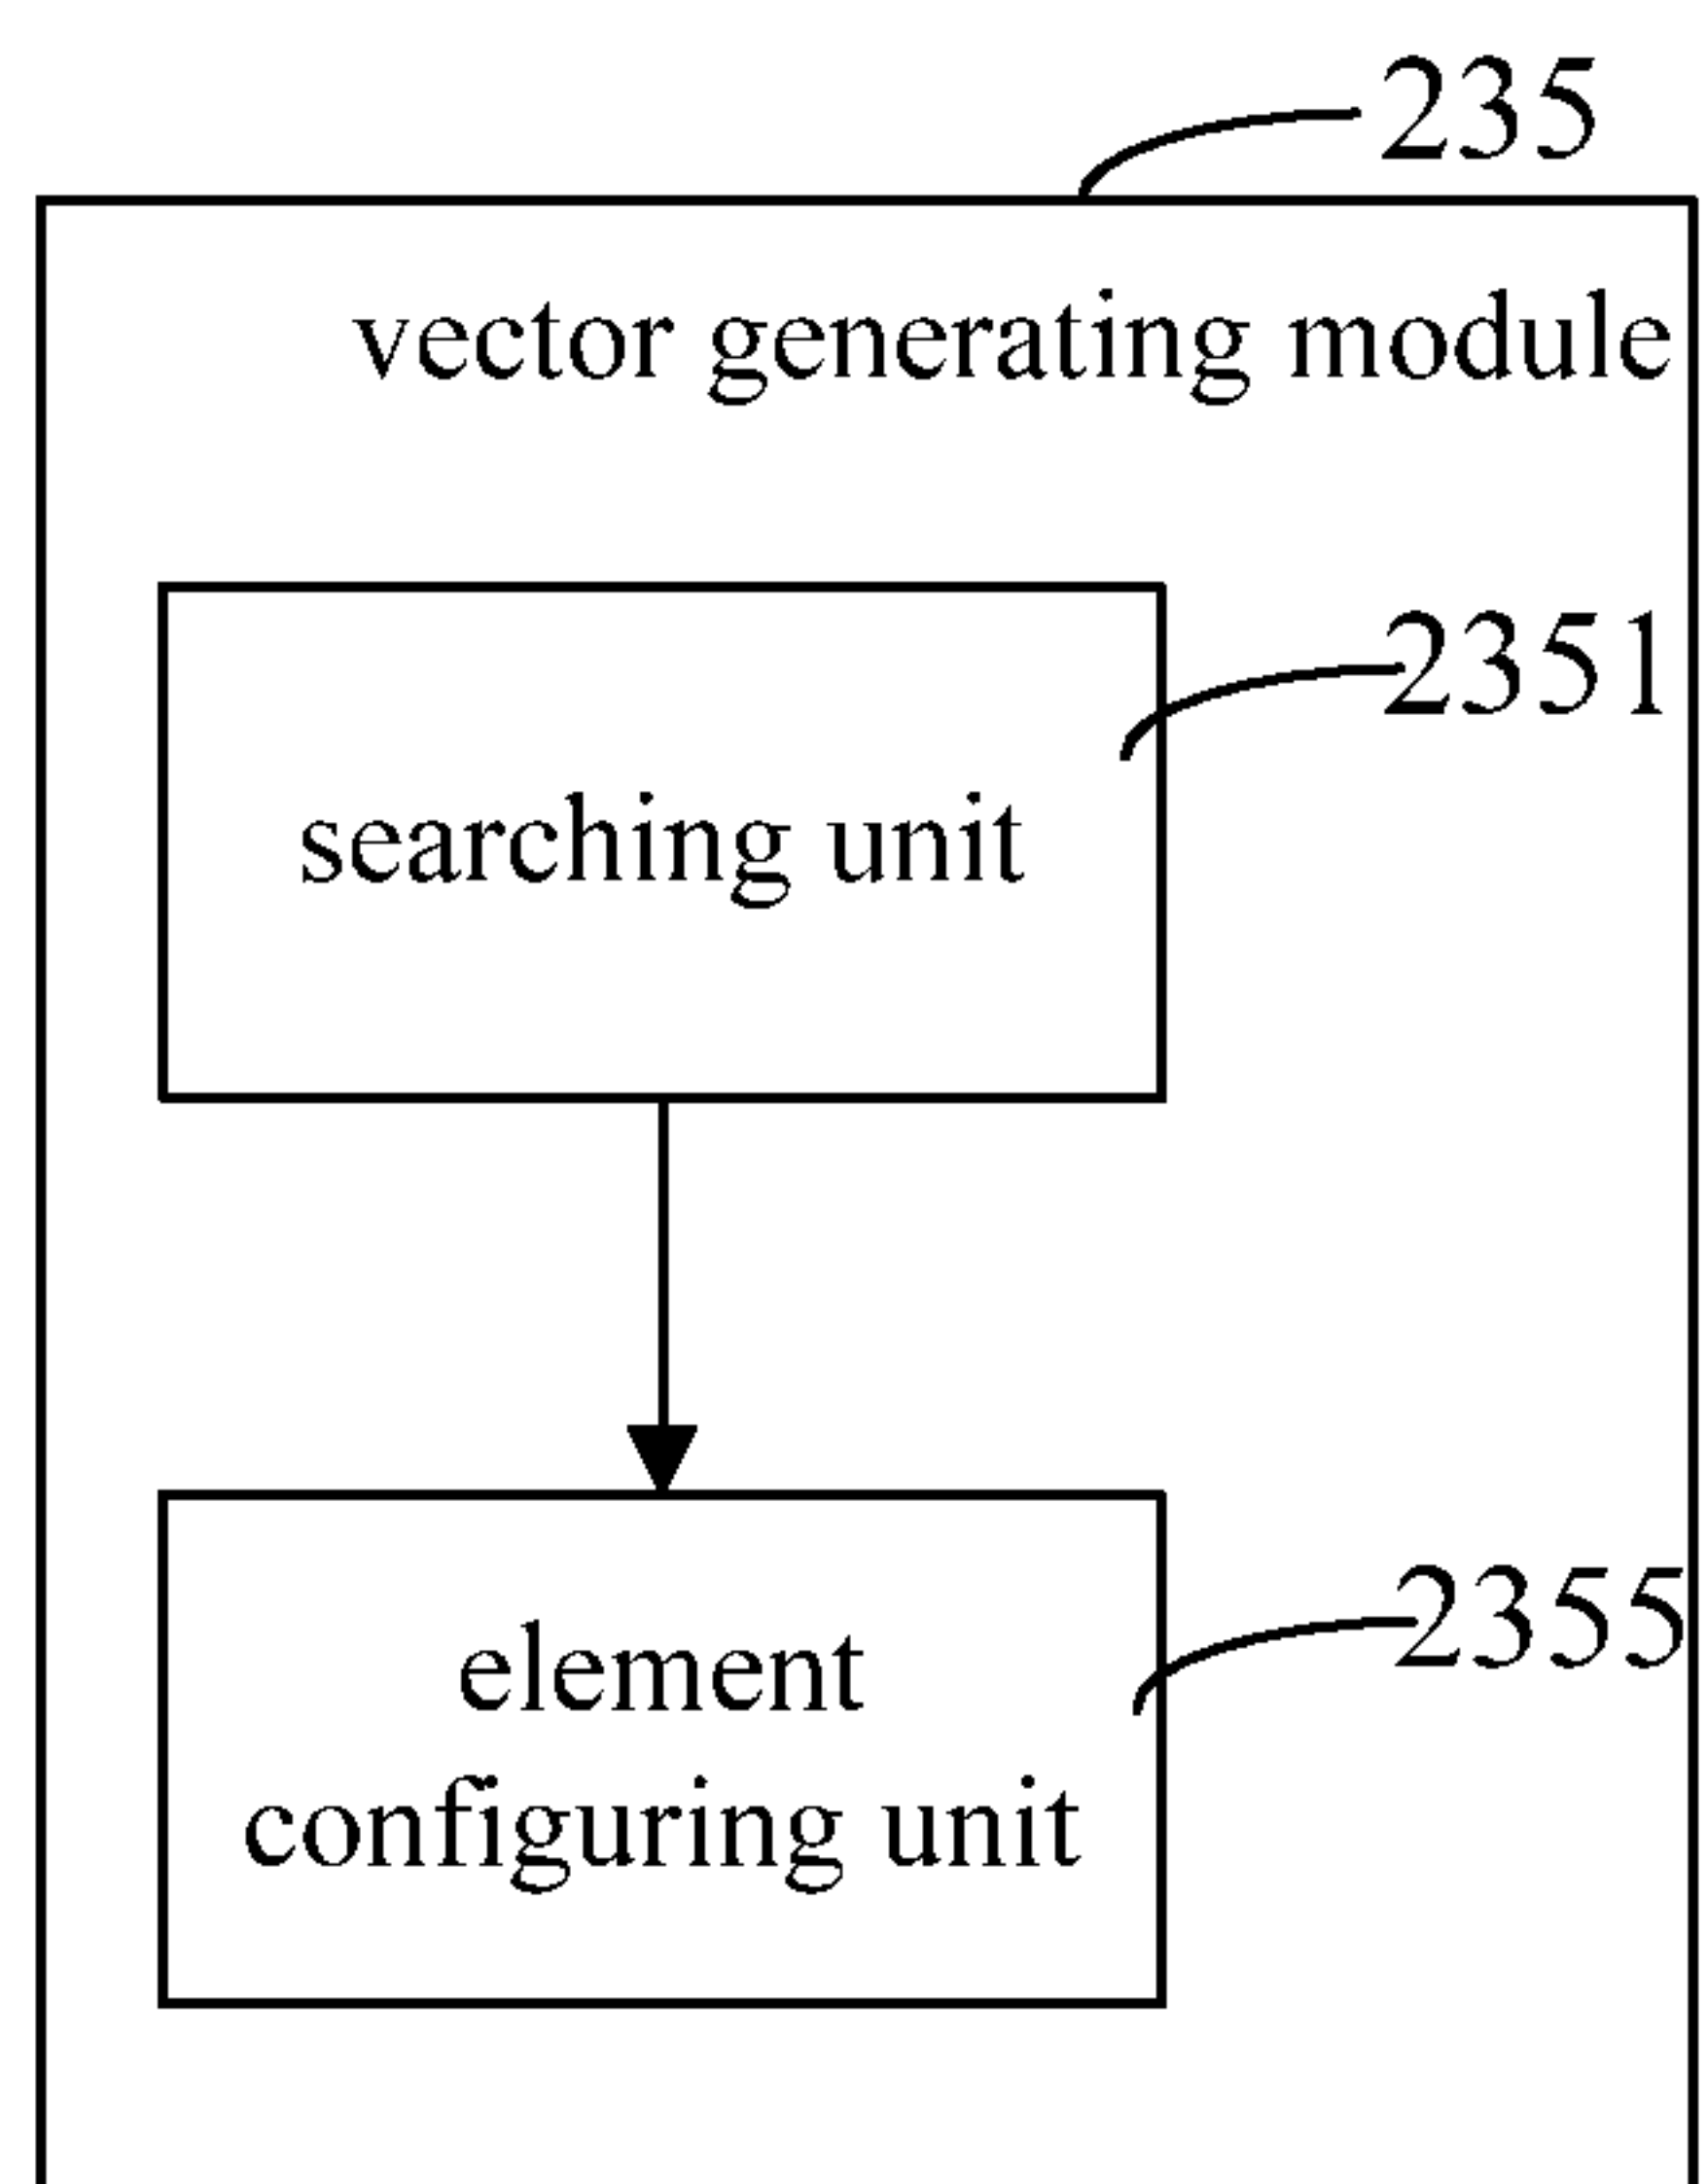 235
vector generating module
2351
searching unit
2355
element
configuring unit